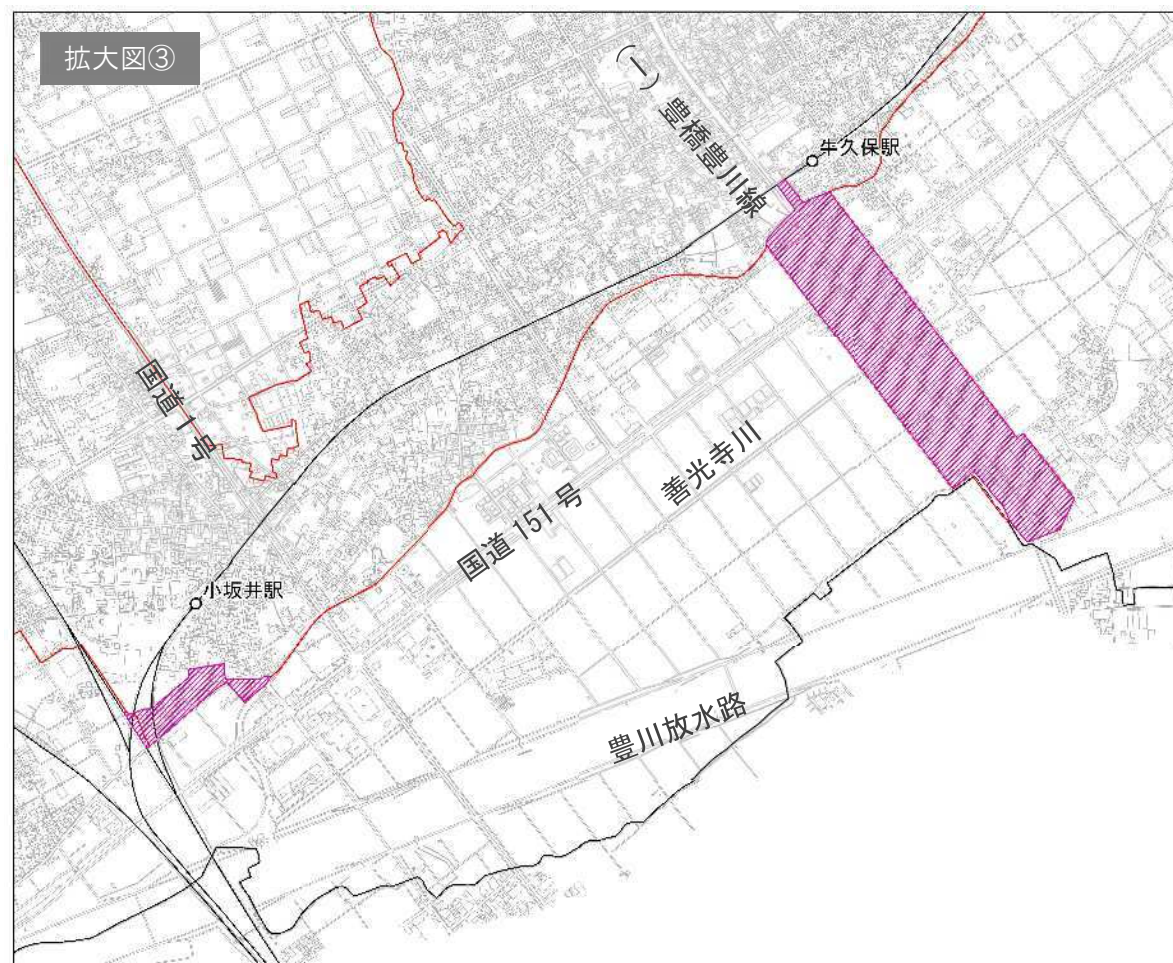 拡大図③
(一)豊橋豊川線
牛久保駅
国道1号
善光寺川
国道151号
小坂井駅
豊川放水路